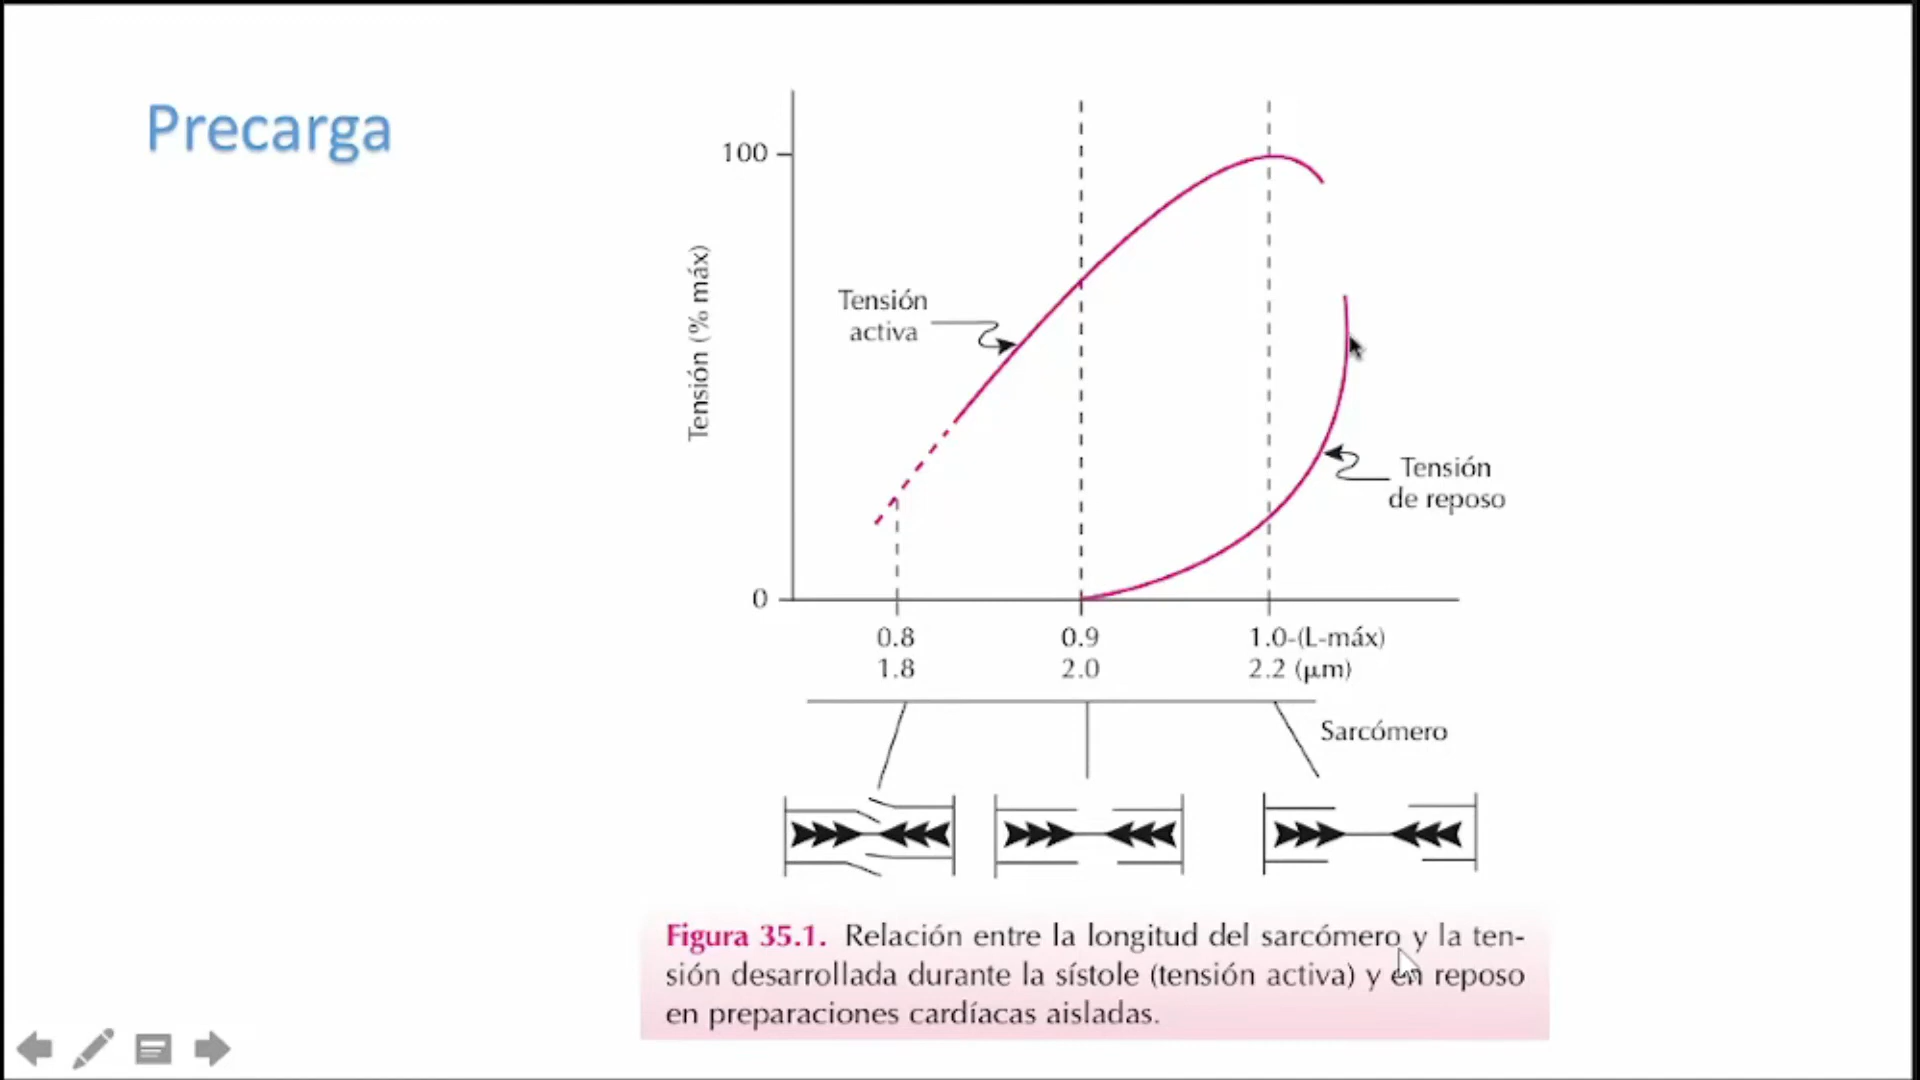 Precarga
100
Tensión (% máx)
Tensión
activa
Tensión
de reposo
0
0.8 0.9 1.0-(L-máx)
1.8 2.0 2.2 (μm)
Sarcómero
Figura 35.1. Relación entre la longitud del sarcómero y la ten-
sión desarrollada durante la sístole (tensión activa) y en reposo
en preparaciones cardíacas aisladas.